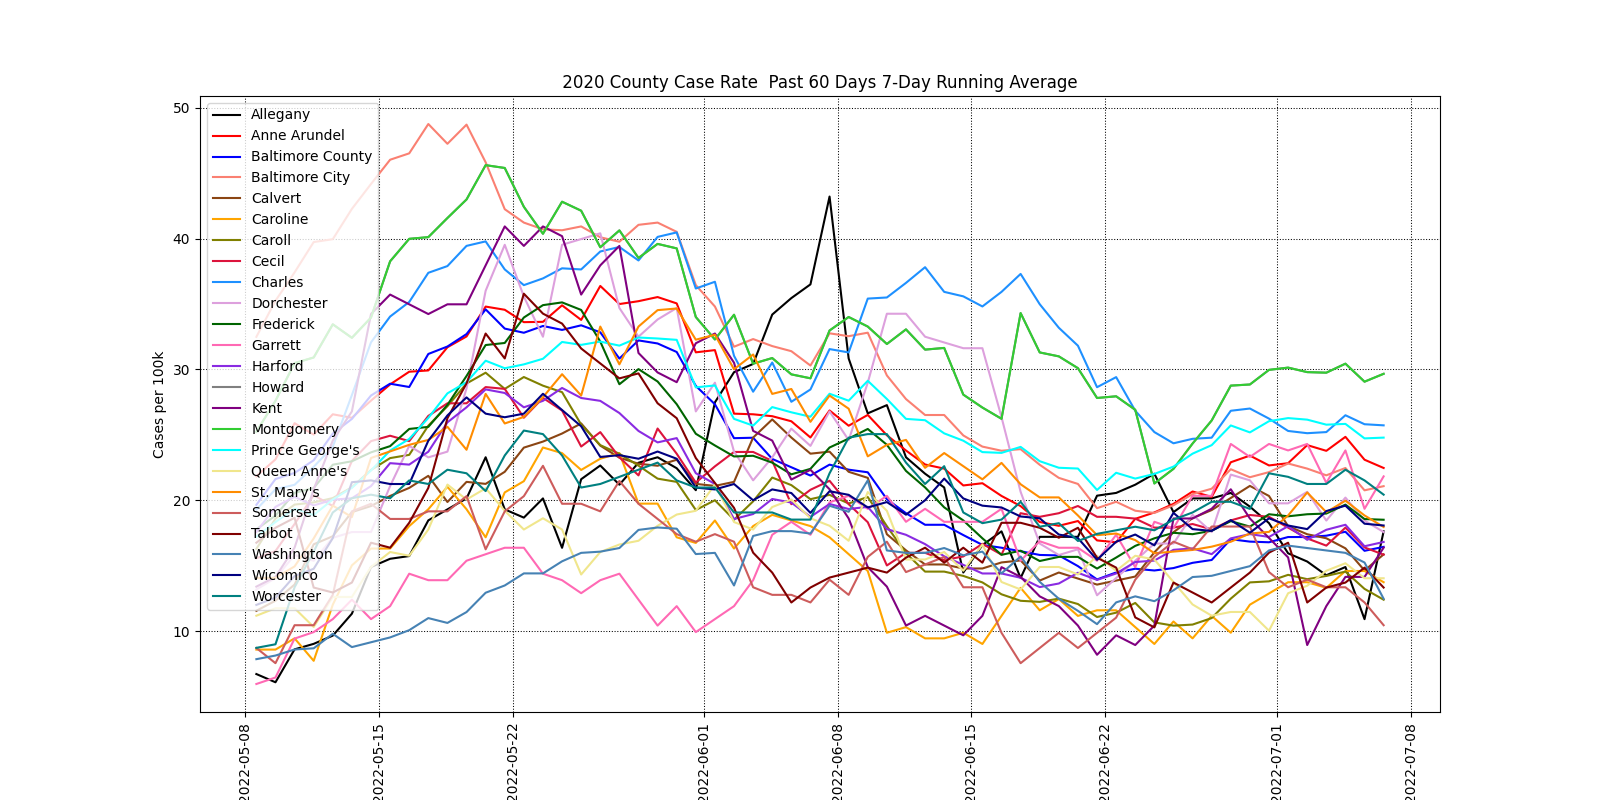 2020 County Case Rate  Past 60 Days 7-Day Running Average
Cases per 100k
50
40
30
20
10
Allegany
Anne Arundel
Baltimore County
Baltimore City
Calvert
Caroline
Caroll
Cecil
Charles
Dorchester
Frederick
Garrett
Harford
Howard
Kent
Montgomery
Prince George's
Queen Anne's
St. Mary's
Somerset
Talbot
Washington
Wicomico
Worcester
2022-05-08
2022-05-15
2022-05-22
2022-06-01
2022-06-08
2022-06-15
2022-06-22
2022-07-01
2022-07-08